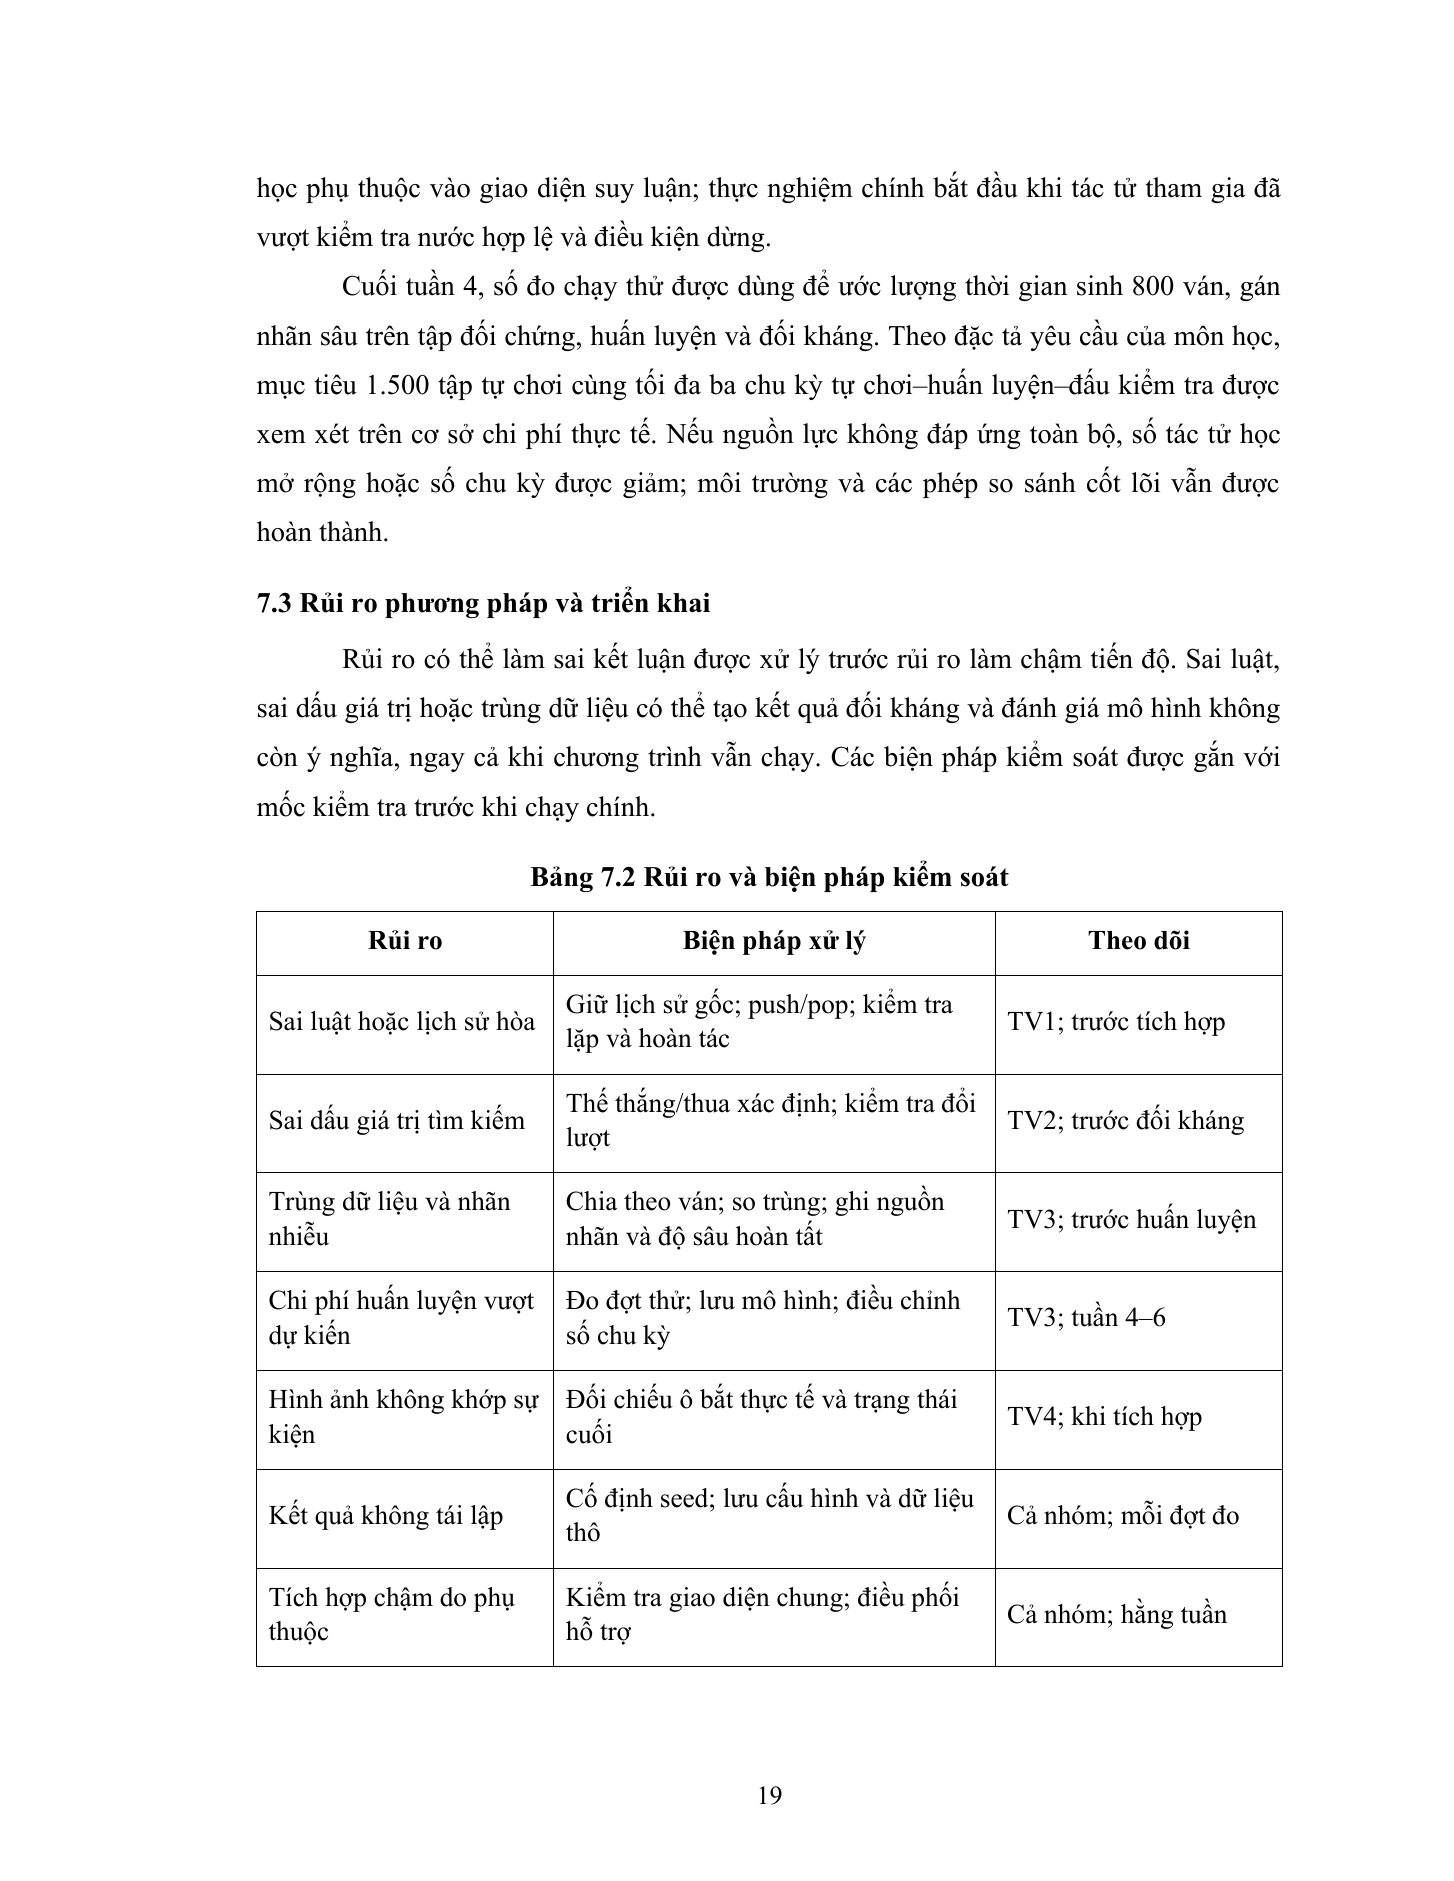 học phụ thuộc vào giao diện suy luận; thực nghiệm chính bắt đầu khi tác tử tham gia đã
vượt kiểm tra nước hợp lệ và điều kiện dừng.
Cuối tuần 4, số đo chạy thử được dùng để ước lượng thời gian sinh 800 ván, gán
nhãn sâu trên tập đối chứng, huấn luyện và đối kháng. Theo đặc tả yêu cầu của môn học,
mục tiêu 1.500 tập tự chơi cùng tối đa ba chu kỳ tự chơi–huấn luyện–đấu kiểm tra được
xem xét trên cơ sở chi phí thực tế. Nếu nguồn lực không đáp ứng toàn bộ, số tác tử học
mở rộng hoặc số chu kỳ được giảm; môi trường và các phép so sánh cốt lõi vẫn được
hoàn thành.
7.3 Rủi ro phương pháp và triển khai
Rủi ro có thể làm sai kết luận được xử lý trước rủi ro làm chậm tiến độ. Sai luật,
sai dấu giá trị hoặc trùng dữ liệu có thể tạo kết quả đối kháng và đánh giá mô hình không
còn ý nghĩa, ngay cả khi chương trình vẫn chạy. Các biện pháp kiểm soát được gắn với
mốc kiểm tra trước khi chạy chính.
Bảng 7.2 Rủi ro và biện pháp kiểm soát
Rủi ro
Biện pháp xử lý
Theo dõi
Sai luật hoặc lịch sử hòa
Giữ lịch sử gốc; push/pop; kiểm tra
lặp và hoàn tác
TV1; trước tích hợp
Sai dấu giá trị tìm kiếm
Thế thắng/thua xác định; kiểm tra đổi
lượt
TV2; trước đối kháng
Trùng dữ liệu và nhãn
nhiễu
Chia theo ván; so trùng; ghi nguồn
nhãn và độ sâu hoàn tất
TV3; trước huấn luyện
Chi phí huấn luyện vượt
dự kiến
Đo đợt thử; lưu mô hình; điều chỉnh
số chu kỳ
TV3; tuần 4–6
Hình ảnh không khớp sự
kiện
Đối chiếu ô bắt thực tế và trạng thái
cuối
TV4; khi tích hợp
Kết quả không tái lập
Cố định seed; lưu cấu hình và dữ liệu
thô
Cả nhóm; mỗi đợt đo
Tích hợp chậm do phụ
thuộc
Kiểm tra giao diện chung; điều phối
hỗ trợ
Cả nhóm; hằng tuần
19